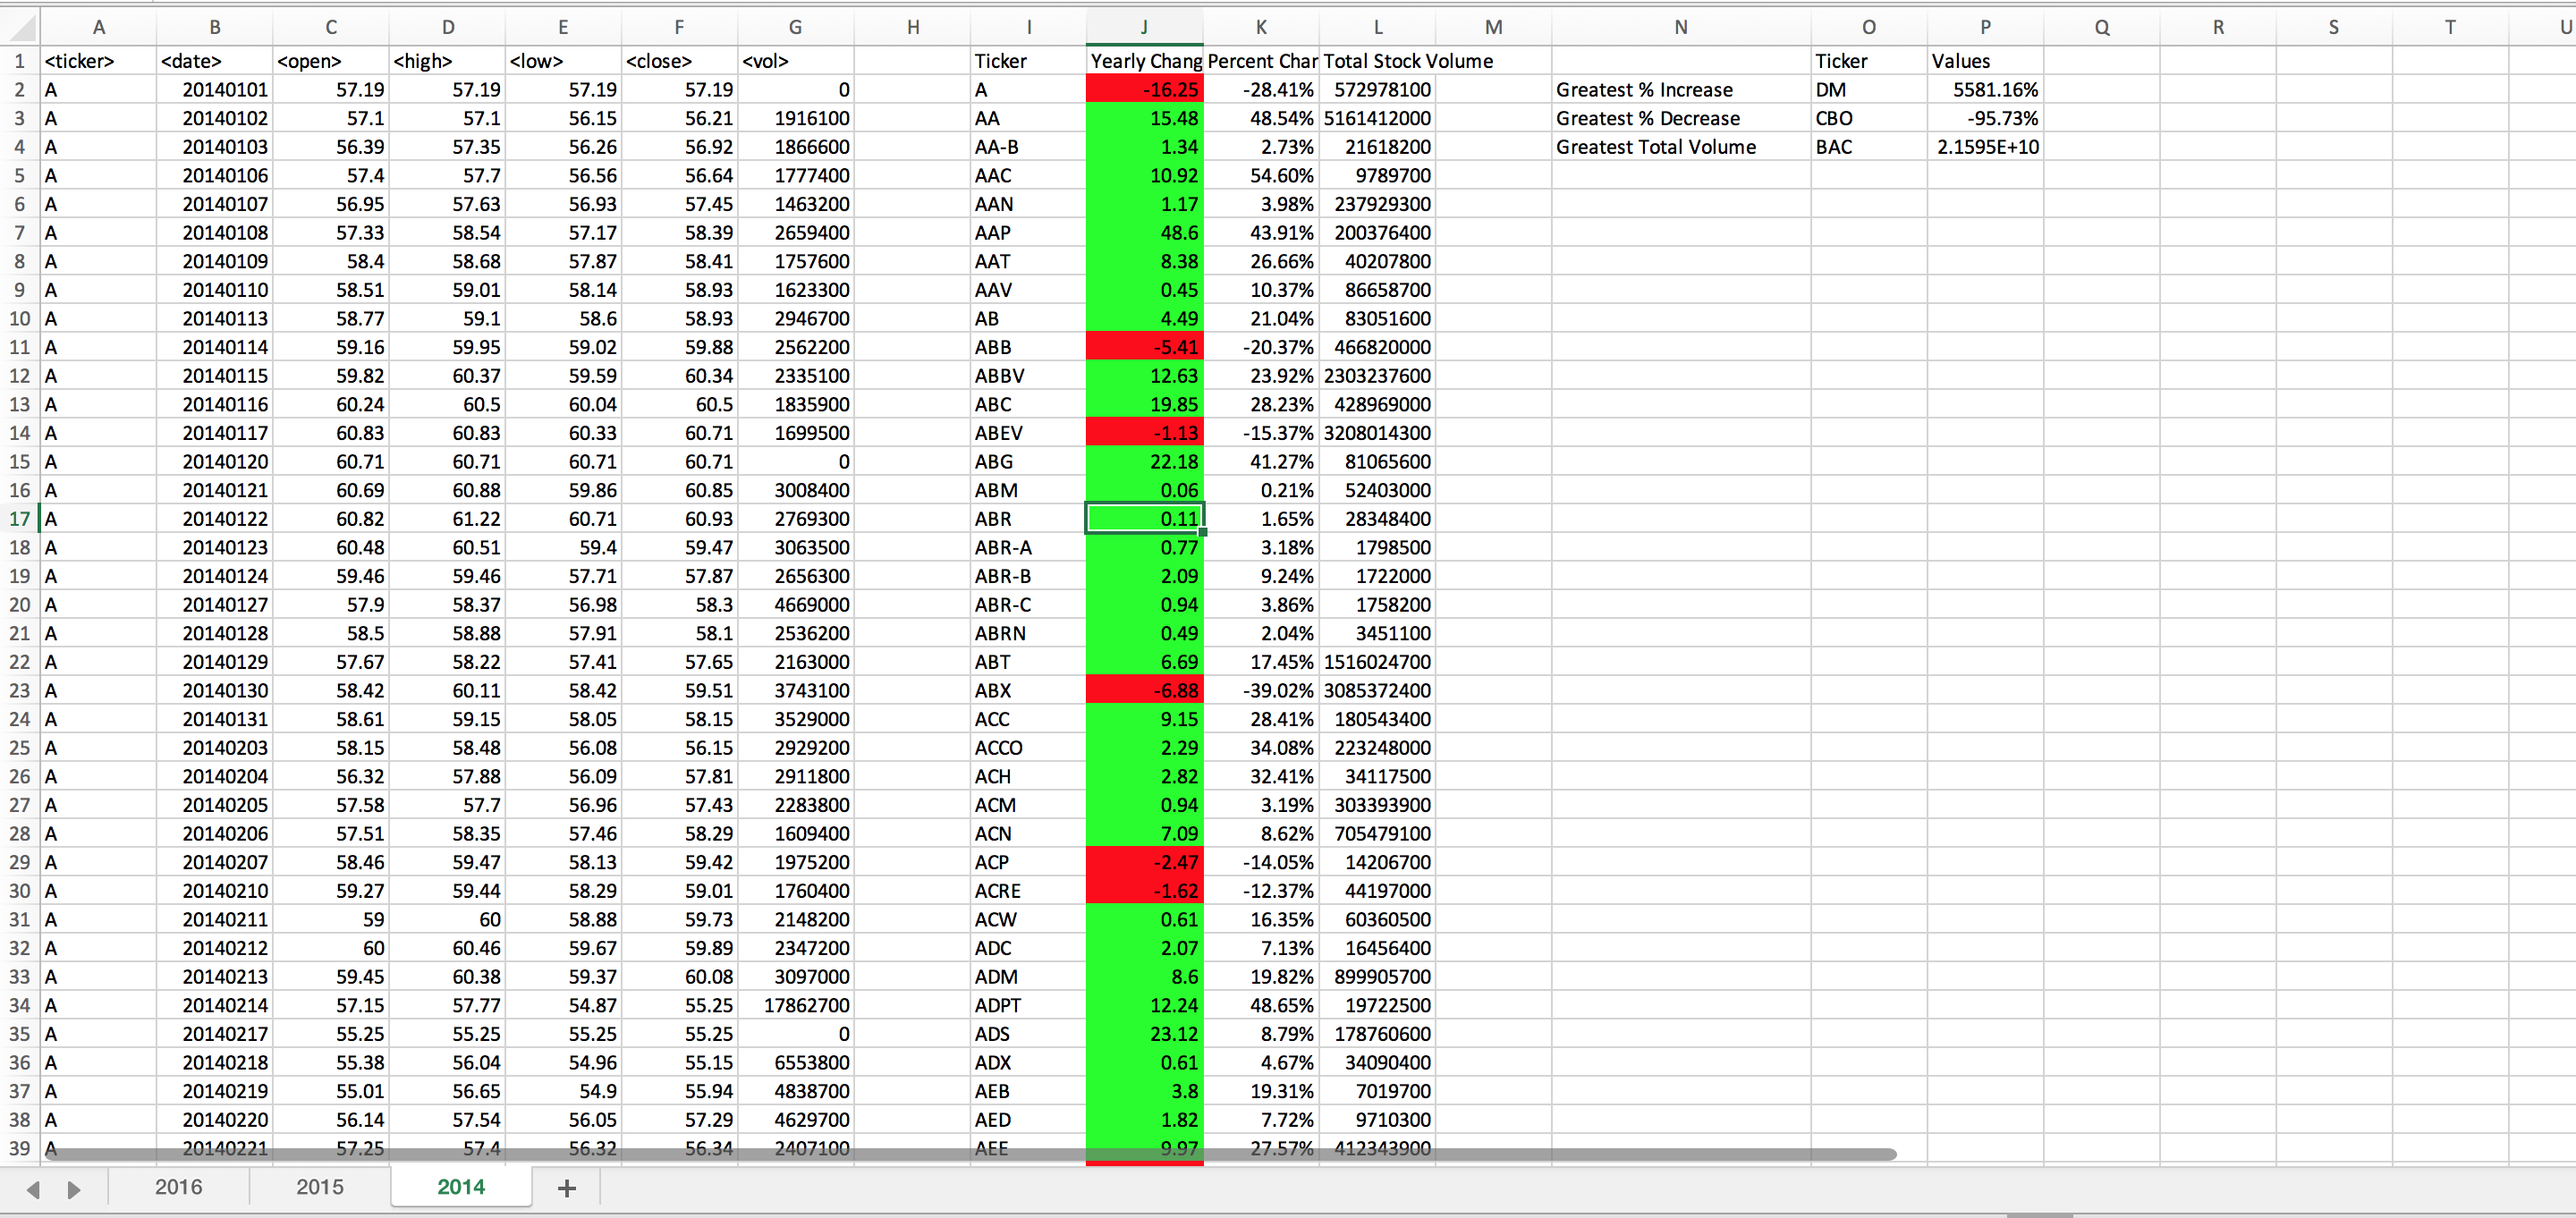 A B C D E F G H I J K L M N O P Q R S T U
1 <ticker> <date> <open> <high> <low> <close> <vol> Ticker Yearly Chang Percent Char Total Stock Volume Ticker Values
2 A 20140101 57.19 57.19 57.19 57.19 0 A -16.25 -28.41% 572978100 Greatest % Increase DM 5581.16%
3 A 20140102 57.1 57.1 56.15 56.21 1916100 AA 15.48 48.54% 5161412000 Greatest % Decrease CBO -95.73%
4 A 20140103 56.39 57.35 56.26 56.92 1866600 AA-B 1.34 2.73% 21618200 Greatest Total Volume BAC 2.1595E+10
5 A 20140106 57.4 57.7 56.56 56.64 1777400 AAC 10.92 54.60% 9789700
6 A 20140107 56.95 57.63 56.93 57.45 1463200 AAN 1.17 3.98% 237929300
7 A 20140108 57.33 58.54 57.17 58.39 2659400 AAP 48.6 43.91% 200376400
8 A 20140109 58.4 58.68 57.87 58.41 1757600 AAT 8.38 26.66% 40207800
9 A 20140110 58.51 59.01 58.14 58.93 1623300 AAV 0.45 10.37% 86658700
10 A 20140113 58.77 59.1 58.6 58.93 2946700 AB 4.49 21.04% 83051600
11 A 20140114 59.16 59.95 59.02 59.88 2562200 ABB -5.41 -20.37% 466820000
12 A 20140115 59.82 60.37 59.59 60.34 2335100 ABBV 12.63 23.92% 2303237600
13 A 20140116 60.24 60.5 60.04 60.5 1835900 ABC 19.85 28.23% 428969000
14 A 20140117 60.83 60.83 60.33 60.71 1699500 ABEV -1.13 -15.37% 3208014300
15 A 20140120 60.71 60.71 60.71 60.71 0 ABG 22.18 41.27% 81065600
16 A 20140121 60.69 60.88 59.86 60.85 3008400 ABM 0.06 0.21% 52403000
17 A 20140122 60.82 61.22 60.71 60.93 2769300 ABR 0.11 1.65% 28348400
18 A 20140123 60.48 60.51 59.4 59.47 3063500 ABR-A 0.77 3.18% 1798500
19 A 20140124 59.46 59.46 57.71 57.87 2656300 ABR-B 2.09 9.24% 1722000
20 A 20140127 57.9 58.37 56.98 58.3 4669000 ABR-C 0.94 3.86% 1758200
21 A 20140128 58.5 58.88 57.91 58.1 2536200 ABRN 0.49 2.04% 3451100
22 A 20140129 57.67 58.22 57.41 57.65 2163000 ABT 6.69 17.45% 1516024700
23 A 20140130 58.42 60.11 58.42 59.51 3743100 ABX -6.88 -39.02% 3085372400
24 A 20140131 58.61 59.15 58.05 58.15 3529000 ACC 9.15 28.41% 180543400
25 A 20140203 58.15 58.48 56.08 56.15 2929200 ACCO 2.29 34.08% 223248000
26 A 20140204 56.32 57.88 56.09 57.81 2911800 ACH 2.82 32.41% 34117500
27 A 20140205 57.58 57.7 56.96 57.43 2283800 ACM 0.94 3.19% 303393900
28 A 20140206 57.51 58.35 57.46 58.29 1609400 ACN 7.09 8.62% 705479100
29 A 20140207 58.46 59.47 58.13 59.42 1975200 ACP -2.47 -14.05% 14206700
30 A 20140210 59.27 59.44 58.29 59.01 1760400 ACRE -1.62 -12.37% 44197000
31 A 20140211 59 60 58.88 59.73 2148200 ACW 0.61 16.35% 60360500
32 A 20140212 60 60.46 59.67 59.89 2347200 ADC 2.07 7.13% 16456400
33 A 20140213 59.45 60.38 59.37 60.08 3097000 ADM 8.6 19.82% 899905700
34 A 20140214 57.15 57.77 54.87 55.25 17862700 ADPT 12.24 48.65% 19722500
35 A 20140217 55.25 55.25 55.25 55.25 0 ADS 23.12 8.79% 178760600
36 A 20140218 55.38 56.04 54.96 55.15 6553800 ADX 0.61 4.67% 34090400
37 A 20140219 55.01 56.65 54.9 55.94 4838700 AEB 3.8 19.31% 7019700
38 A 20140220 56.14 57.54 56.05 57.29 4629700 AED 1.82 7.72% 9710300
39 A 20140221 57.25 57.4 56.32 56.34 2407100 AEE 9.97 27.57% 412343900
2016 2015 2014 +